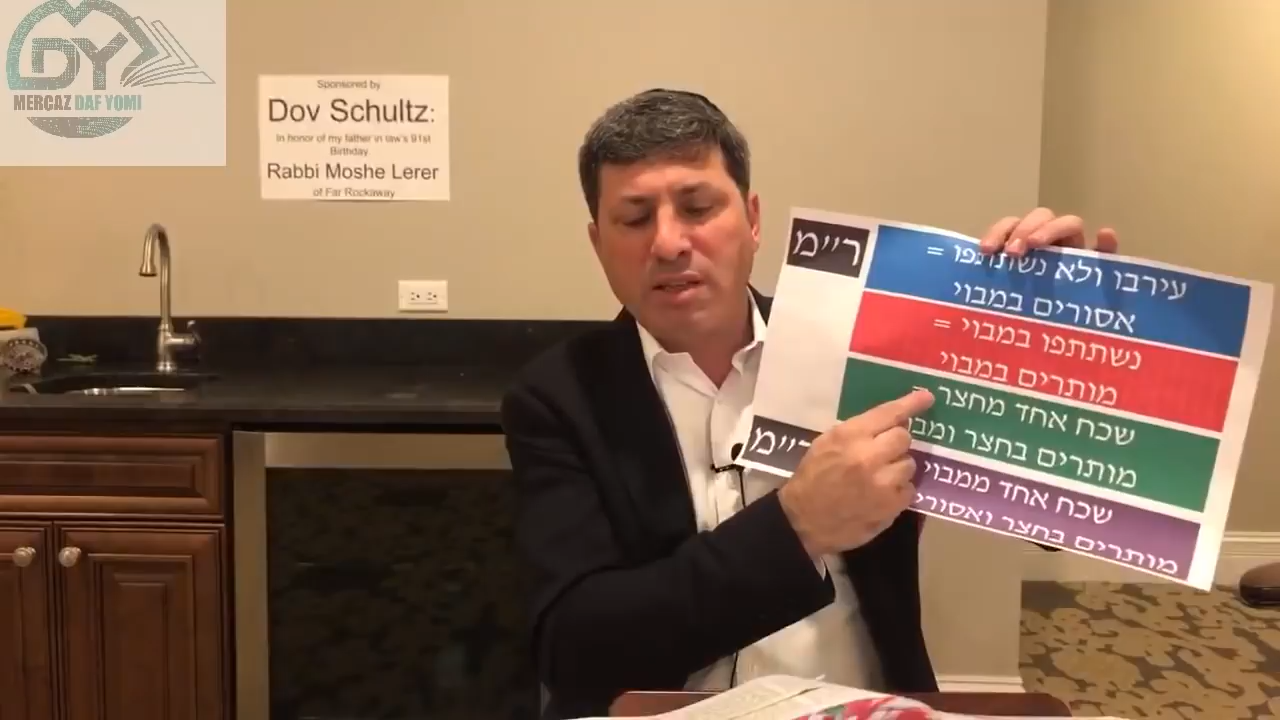 DY
MERCAZ DAF YOMI
Sponsored by
Dov Schultz:
In honor of my father in law's 91st
Birthday
Rabbi Moshe Lerer
of Far Rockaway
ריימ
עירבו ולא נשתתפו =
אסורים במבוי
נשתתפו במבוי =
מותרים במבוי
שכח אחד מחצר
מותרים בחצר
ריימ
שכח אחד ממבוי
מותרים בחצר